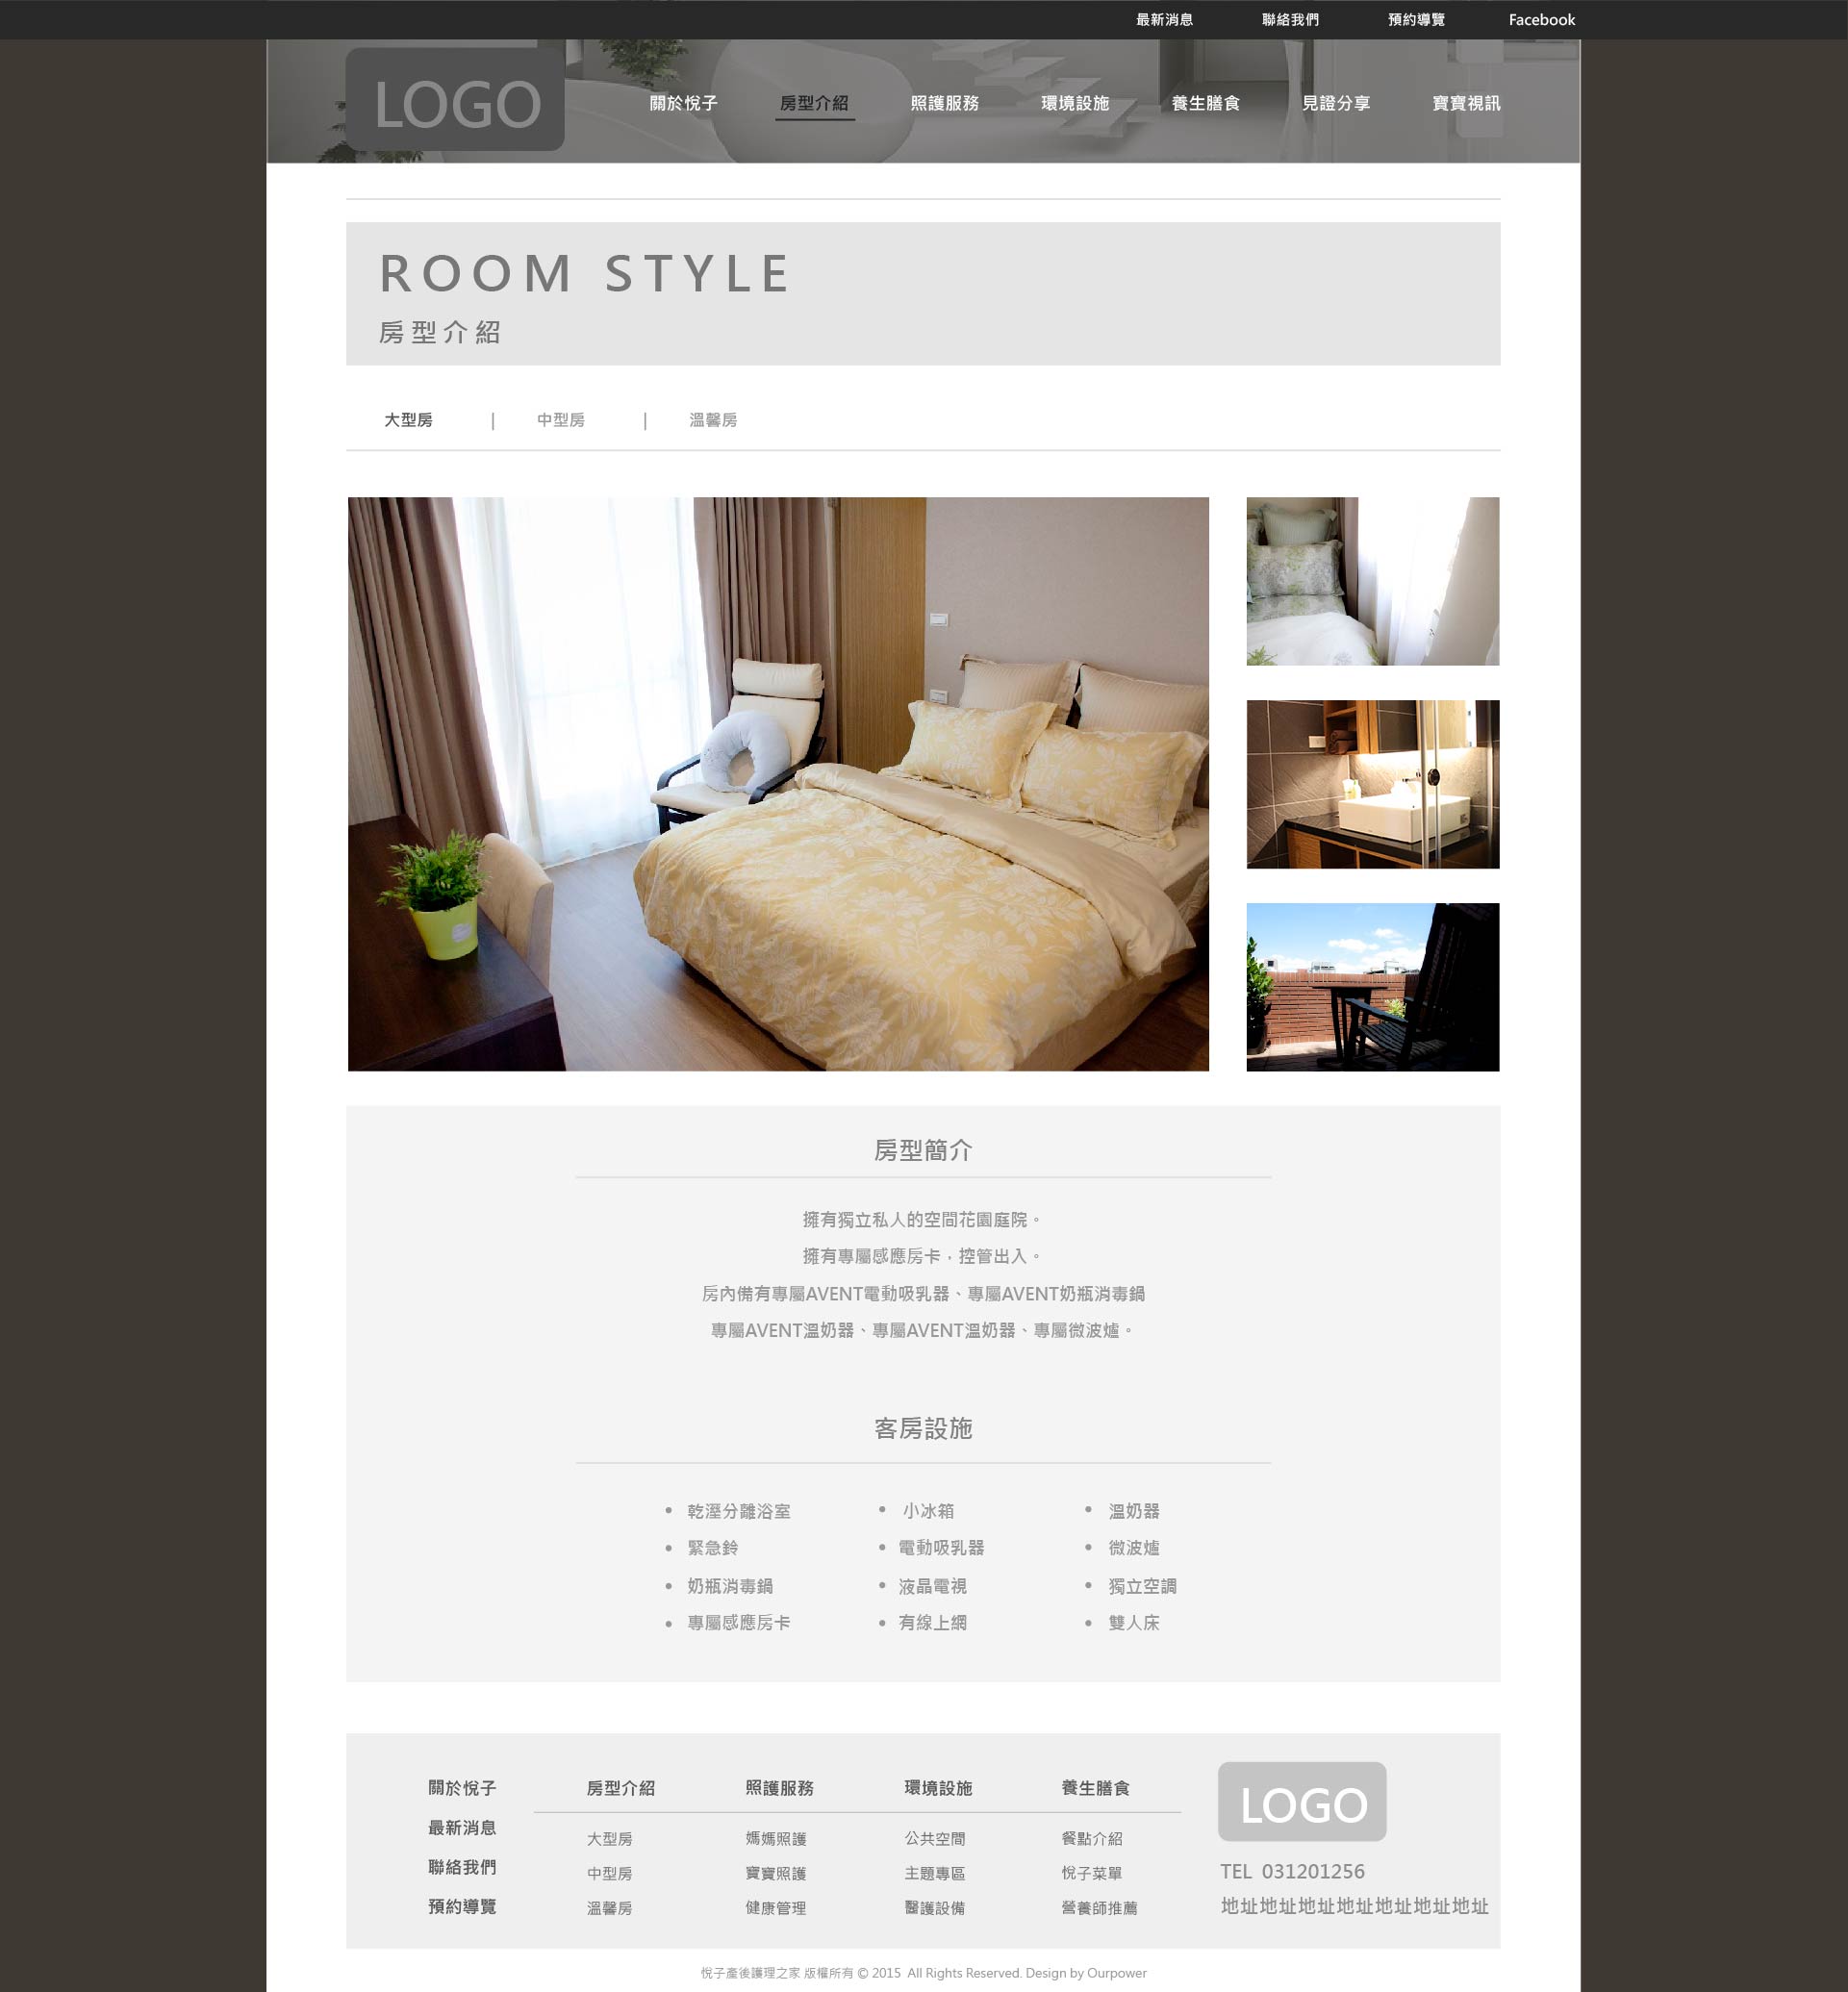 最新消息 聯絡我們 預約導覽 Facebook
LOGO
關於悅子 房型介紹 照護服務 環境設施 養生膳食 見證分享 寶寶視訊
ROOM STYLE
房型介紹
大型房 | 中型房 | 溫馨房
房型簡介
擁有獨立私人的空間花園庭院。
擁有專屬感應房卡，控管出入。
房內備有專屬AVENT電動吸乳器、專屬AVENT奶瓶消毒鍋
專屬AVENT溫奶器、專屬AVENT溫奶器、專屬微波爐。
客房設施
• 乾溼分離浴室 • 小冰箱 • 溫奶器
• 緊急鈴 • 電動吸乳器 • 微波爐
• 奶瓶消毒鍋 • 液晶電視 • 獨立空調
• 專屬感應房卡 • 有線上網 • 雙人床
關於悅子
最新消息
聯絡我們
預約導覽
房型介紹 照護服務 環境設施 養生膳食
大型房 媽媽照護 公共空間 餐點介紹
中型房 寶寶照護 主題專區 悅子菜單
溫馨房 健康管理 醫護設備 營養師推薦
LOGO
TEL 031201256
地址地址地址地址地址地址地址
悅子產後護理之家 版權所有 © 2015 All Rights Reserved. Design by Ourpower